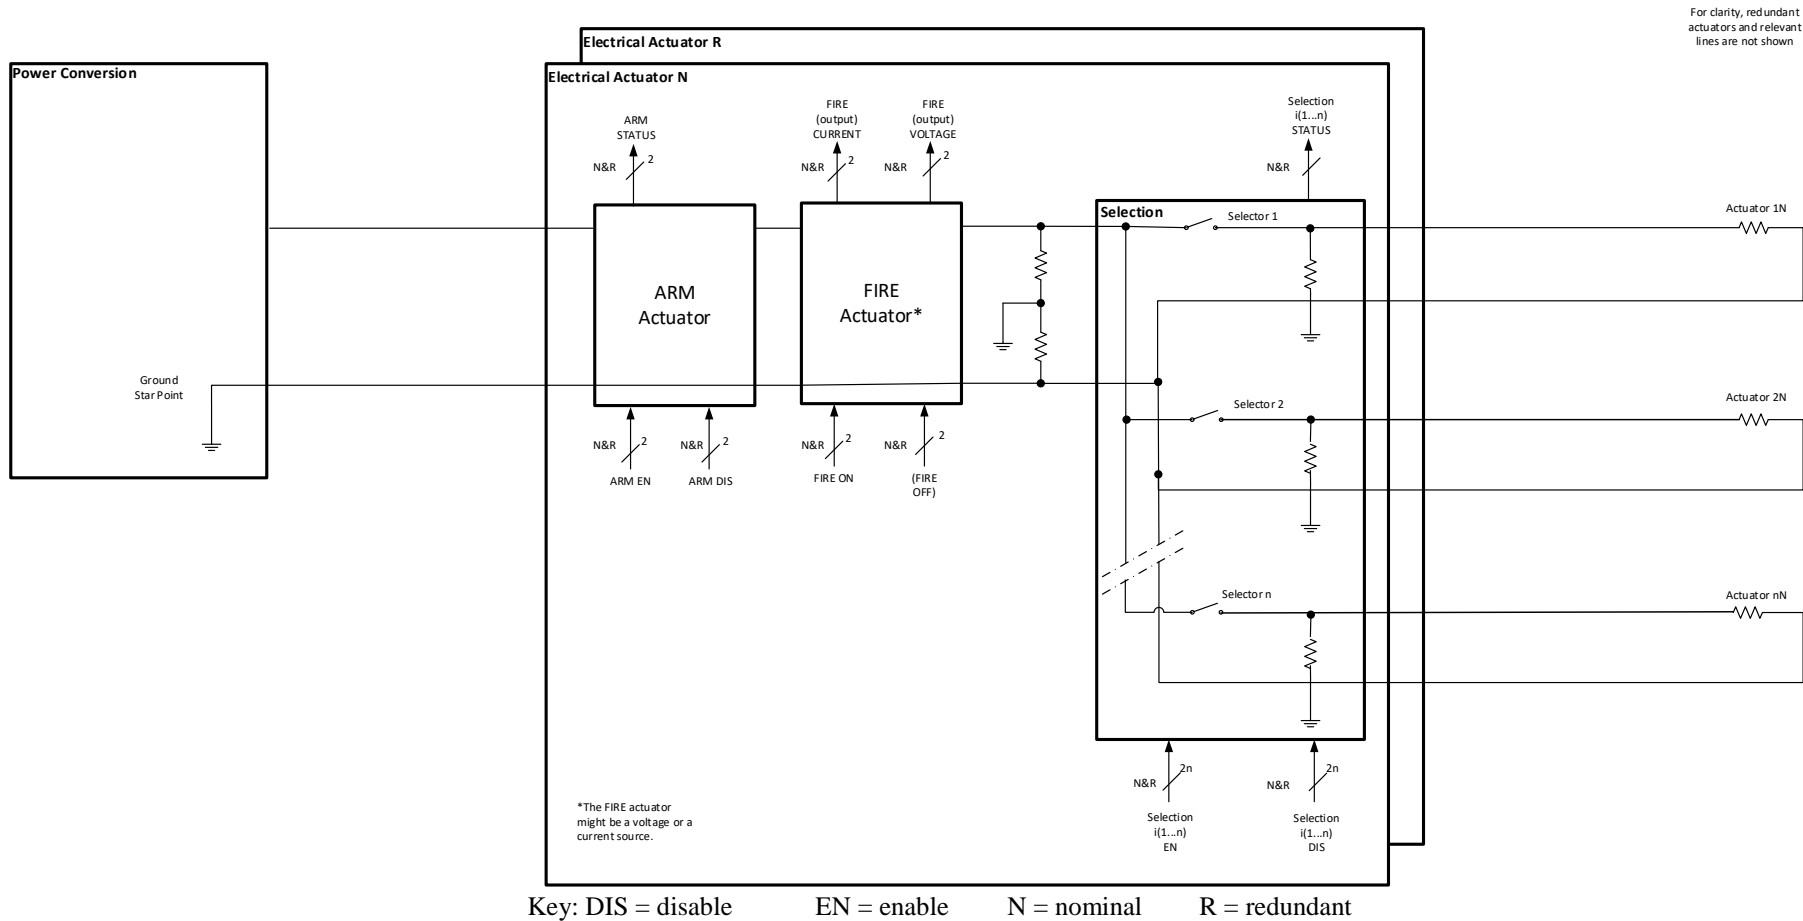 For clarity, redundant
actuators and relevant
lines are not shown
Electrical Actuator R
Power Conversion
Electrical Actuator N
ARM
STATUS
N&R
2
FIRE
(output)
CURRENT
N&R
2
FIRE
(output)
VOLTAGE
N&R
2
Selection
i(1...n)
STATUS
N&R
ARM
Actuator
FIRE
Actuator*
Selection
Selector 1
Actuator 1N
Ground
Star Point
Selector 2
Actuator 2N
N&R
2
ARM EN
N&R
2
ARM DIS
N&R
2
FIRE ON
N&R
2
(FIRE
OFF)
Selector n
Actuator nN
N&R
2n
Selection
i(1...n)
EN
N&R
2n
Selection
i(1...n)
DIS
*The FIRE actuator
might be a voltage or a
current source.
Key: DIS = disable EN = enable N = nominal R = redundant